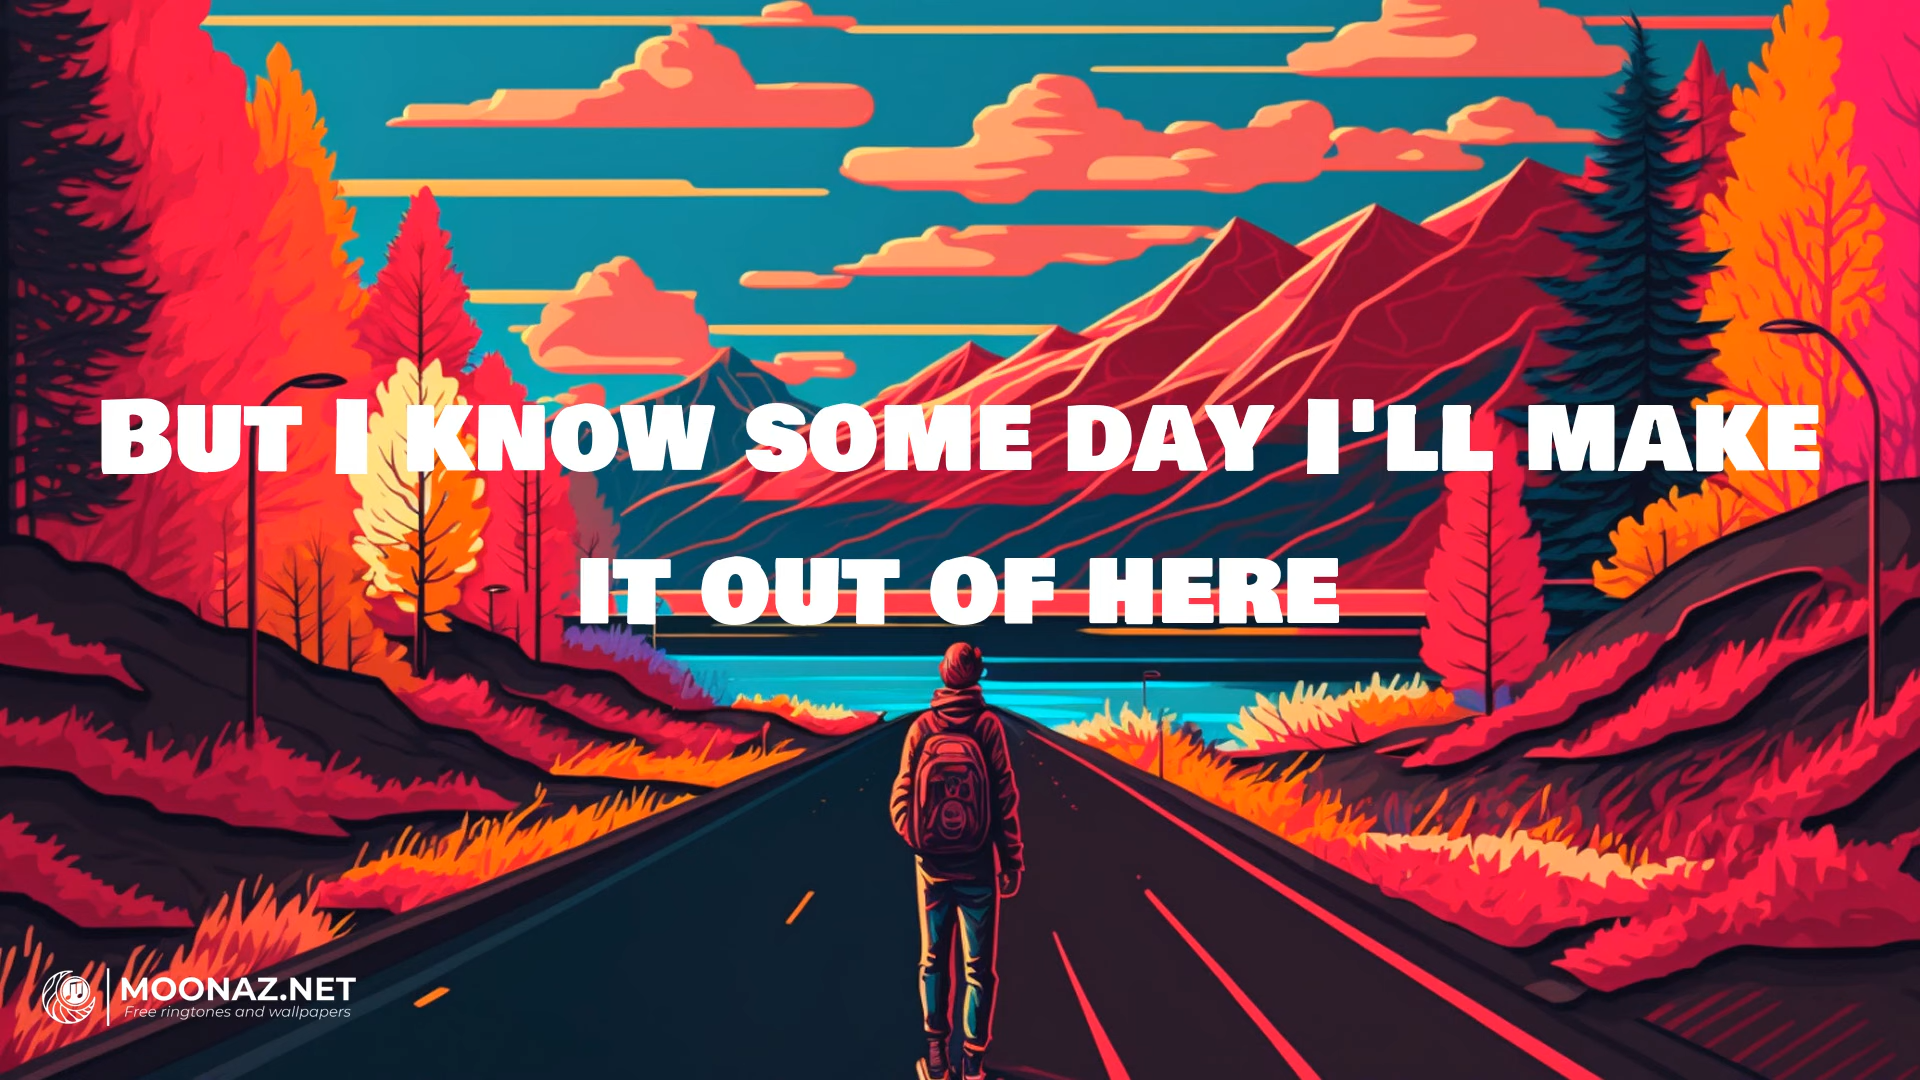 But I know some day I'll make
it out of here
MOONAZ.NET
Free ringtones and wallpapers